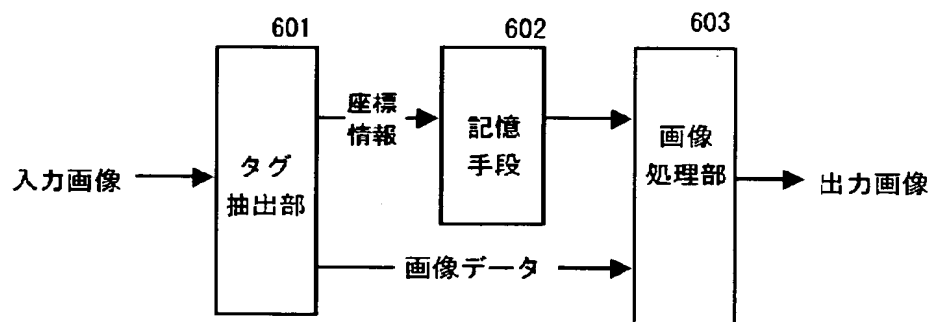 601
602
603
入力画像
タグ
抽出部
座標
情報
記憶
手段
画像
処理部
出力画像
画像データ